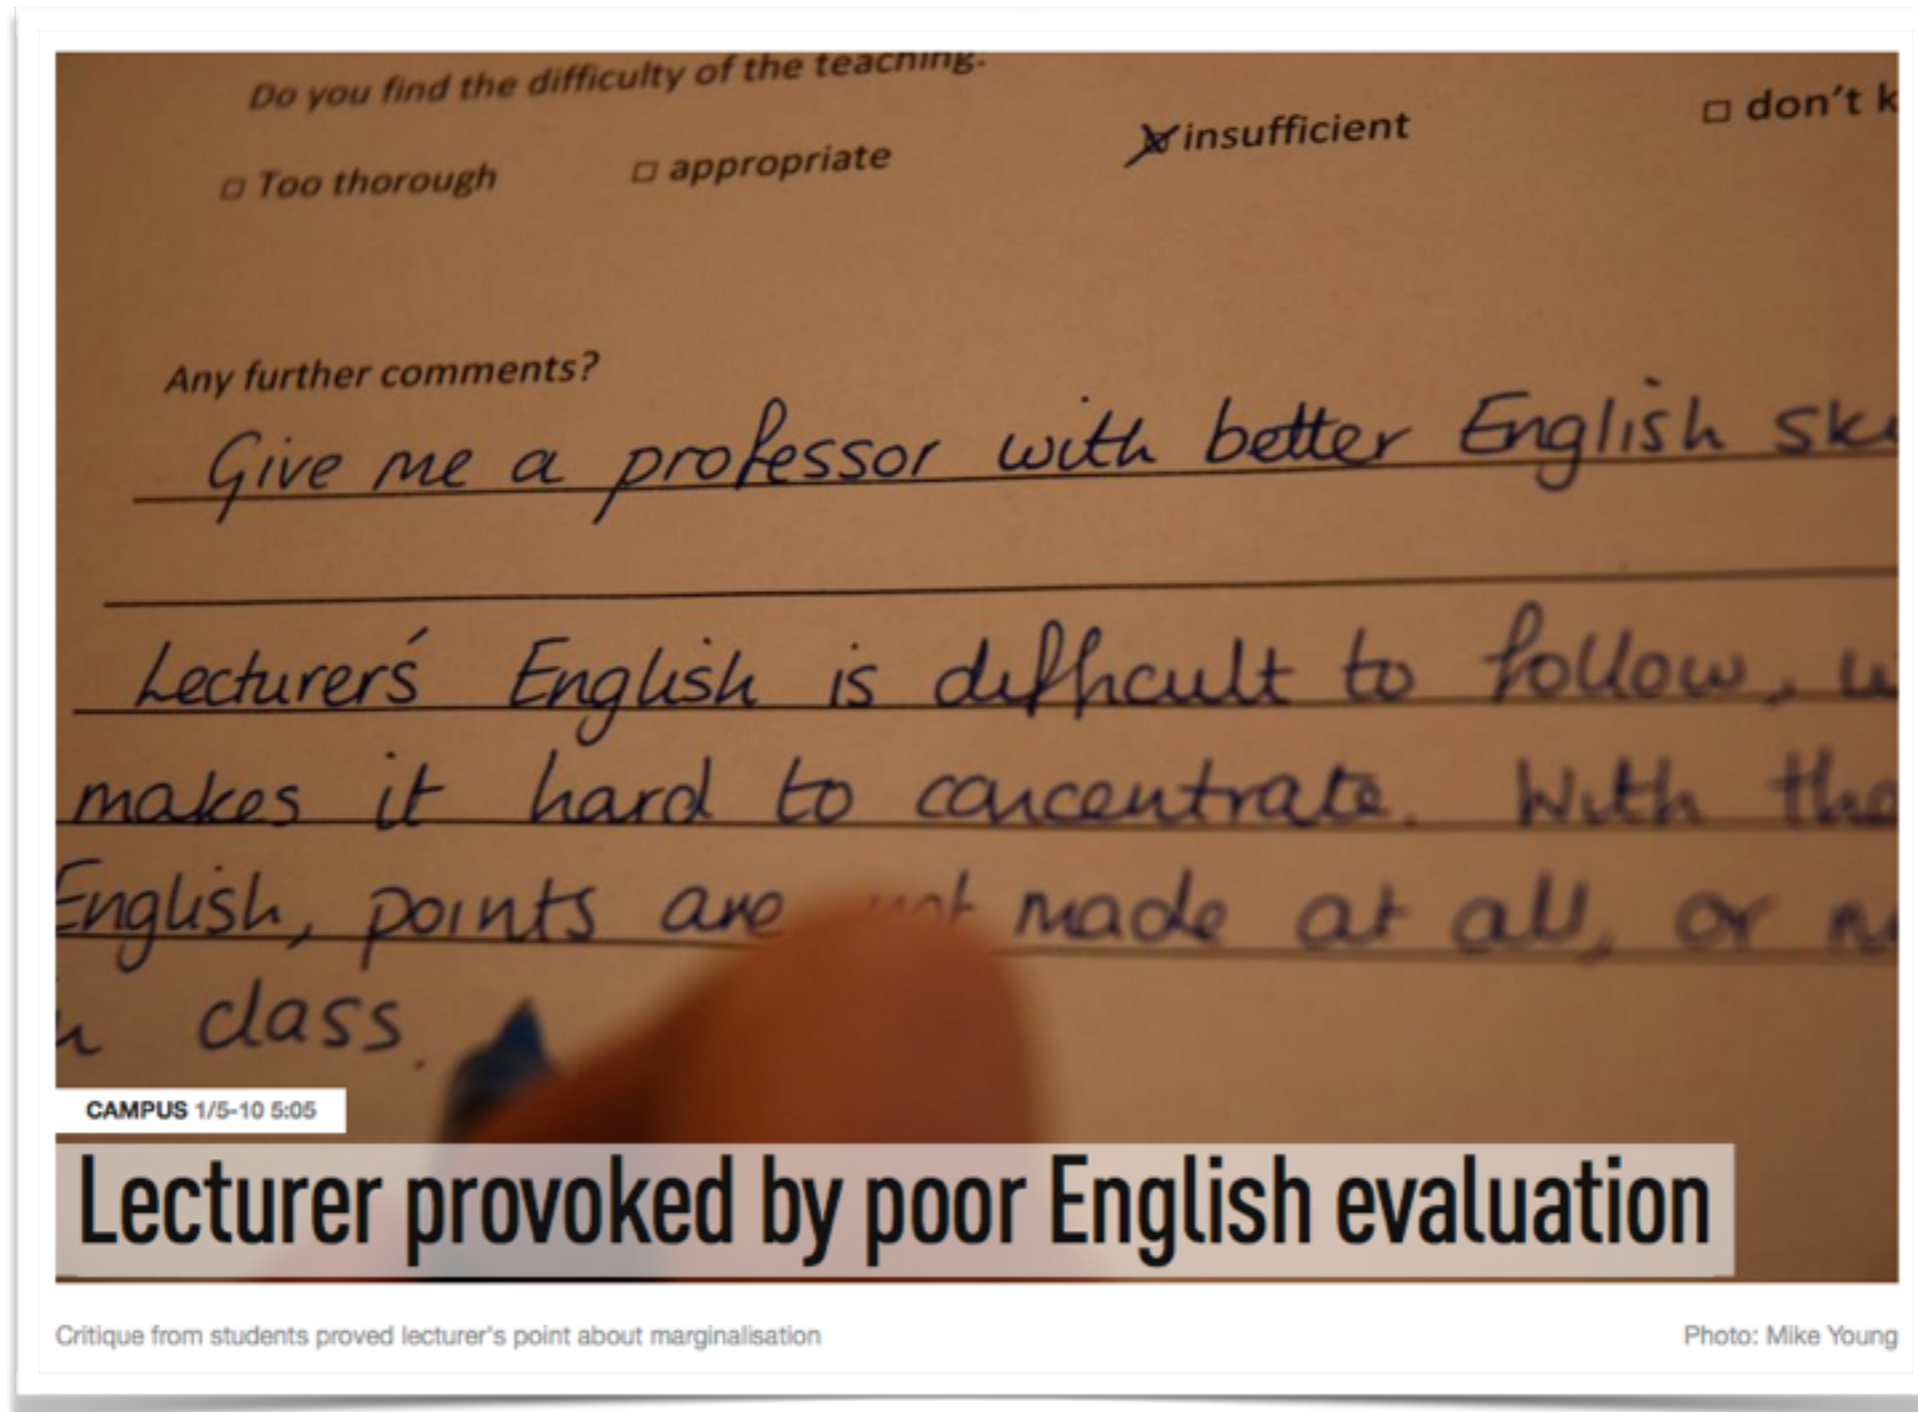 Do you find the difficulty of the teaching.
□ Too thorough □ appropriate ☒ insufficient □ don't k
Any further comments?
Give me a professor with better English
Lecturer's English is difficult to follow,
makes it hard to concentrate. With
English, points are not made at all, or
class.
CAMPUS 1/5-10 5:05
Lecturer provoked by poor English evaluation
Critique from students proved lecturer's point about marginalisation
Photo: Mike Young